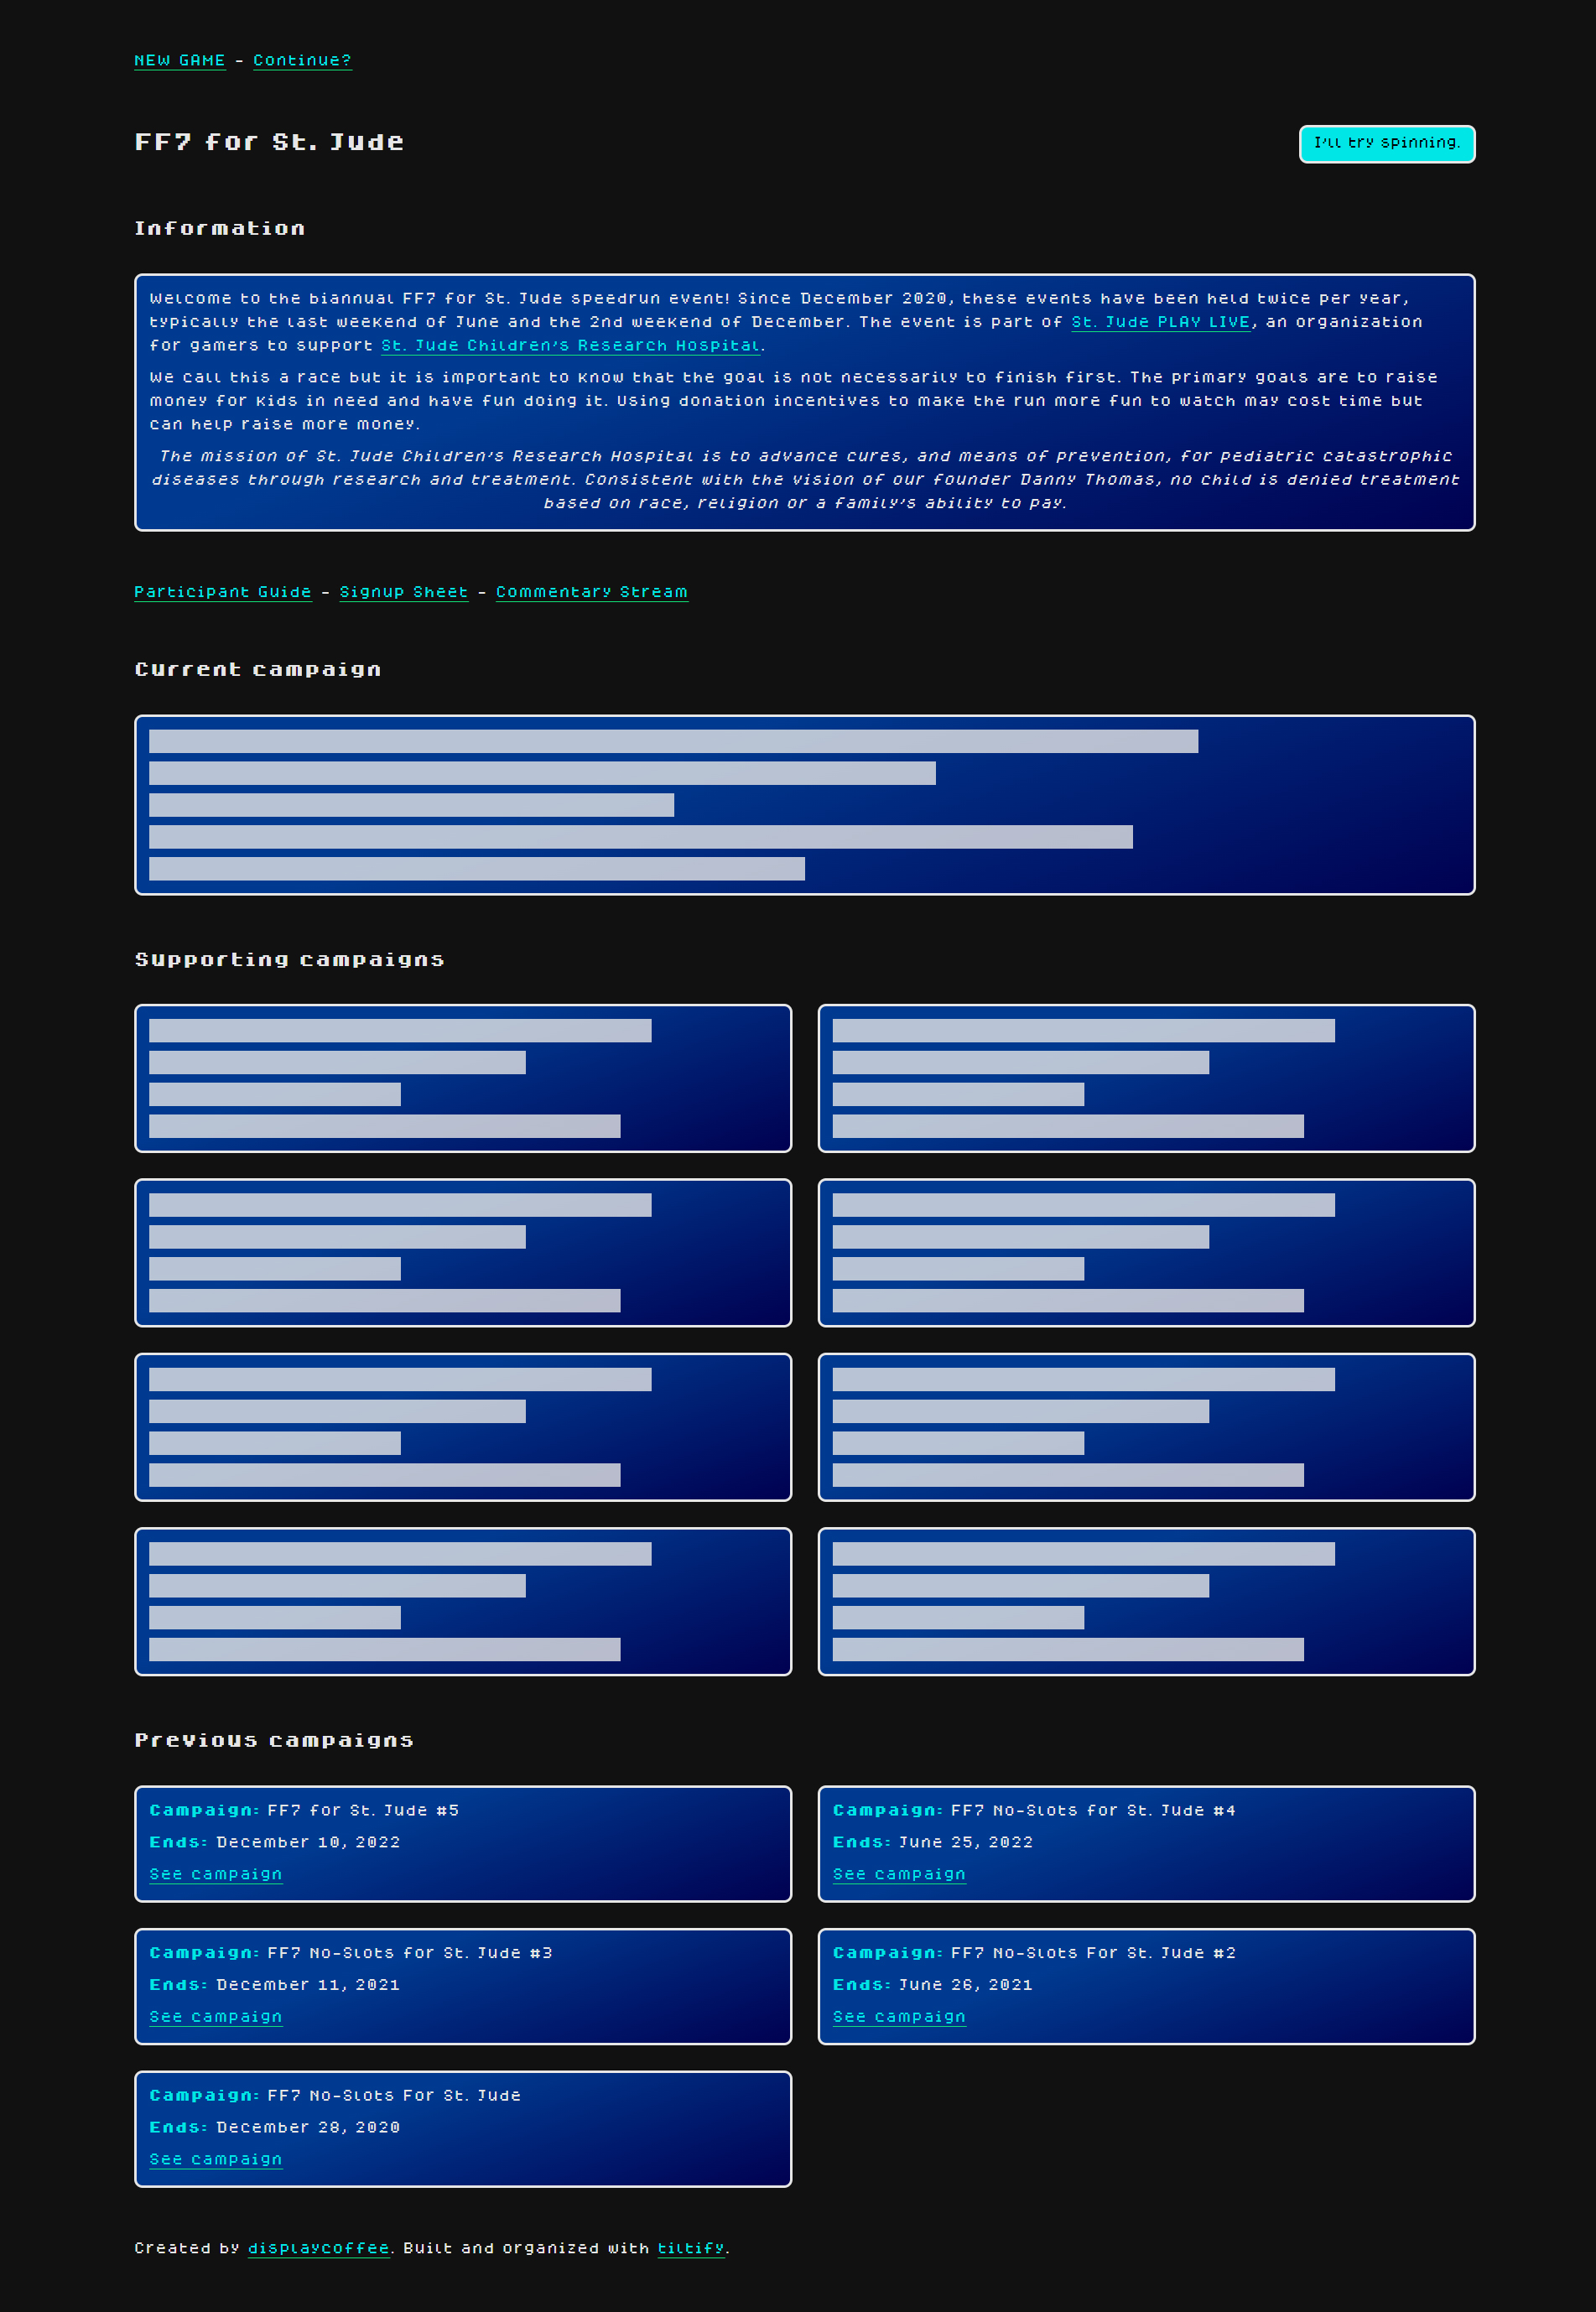 NEW GAME - Continue?
FF7 for St. Jude
I'll try spinning.
Information
Welcome to the biannual FF7 for St. Jude speedrun event! Since December 2020, these events have been held twice per year,
typically the last weekend of June and the 2nd weekend of December. The event is part of St. Jude PLAY LIVE, an organization
for gamers to support St. Jude Children's Research Hospital.
We call this a race but it is important to know that the goal is not necessarily to finish first. The primary goals are to raise
money for kids in need and have fun doing it. Using donation incentives to make the run more fun to watch may cost time but
can help raise more money.
The mission of St. Jude Children's Research Hospital is to advance cures, and means of prevention, for pediatric catastrophic
diseases through research and treatment. Consistent with the vision of our founder Danny Thomas, no child is denied treatment
based on race, religion or a family's ability to pay.
Participant Guide - Signup Sheet - Commentary Stream
Current campaign
Supporting campaigns
Previous campaigns
Campaign: FF7 for St. Jude #5
Ends: December 10, 2022
See campaign
Campaign: FF7 No-Slots for St. Jude #4
Ends: June 25, 2022
See campaign
Campaign: FF7 No-Slots for St. Jude #3
Ends: December 11, 2021
See campaign
Campaign: FF7 No-Slots For St. Jude #2
Ends: June 26, 2021
See campaign
Campaign: FF7 No-Slots For St. Jude
Ends: December 28, 2020
See campaign
Created by displaycoffee. Built and organized with tiltify.